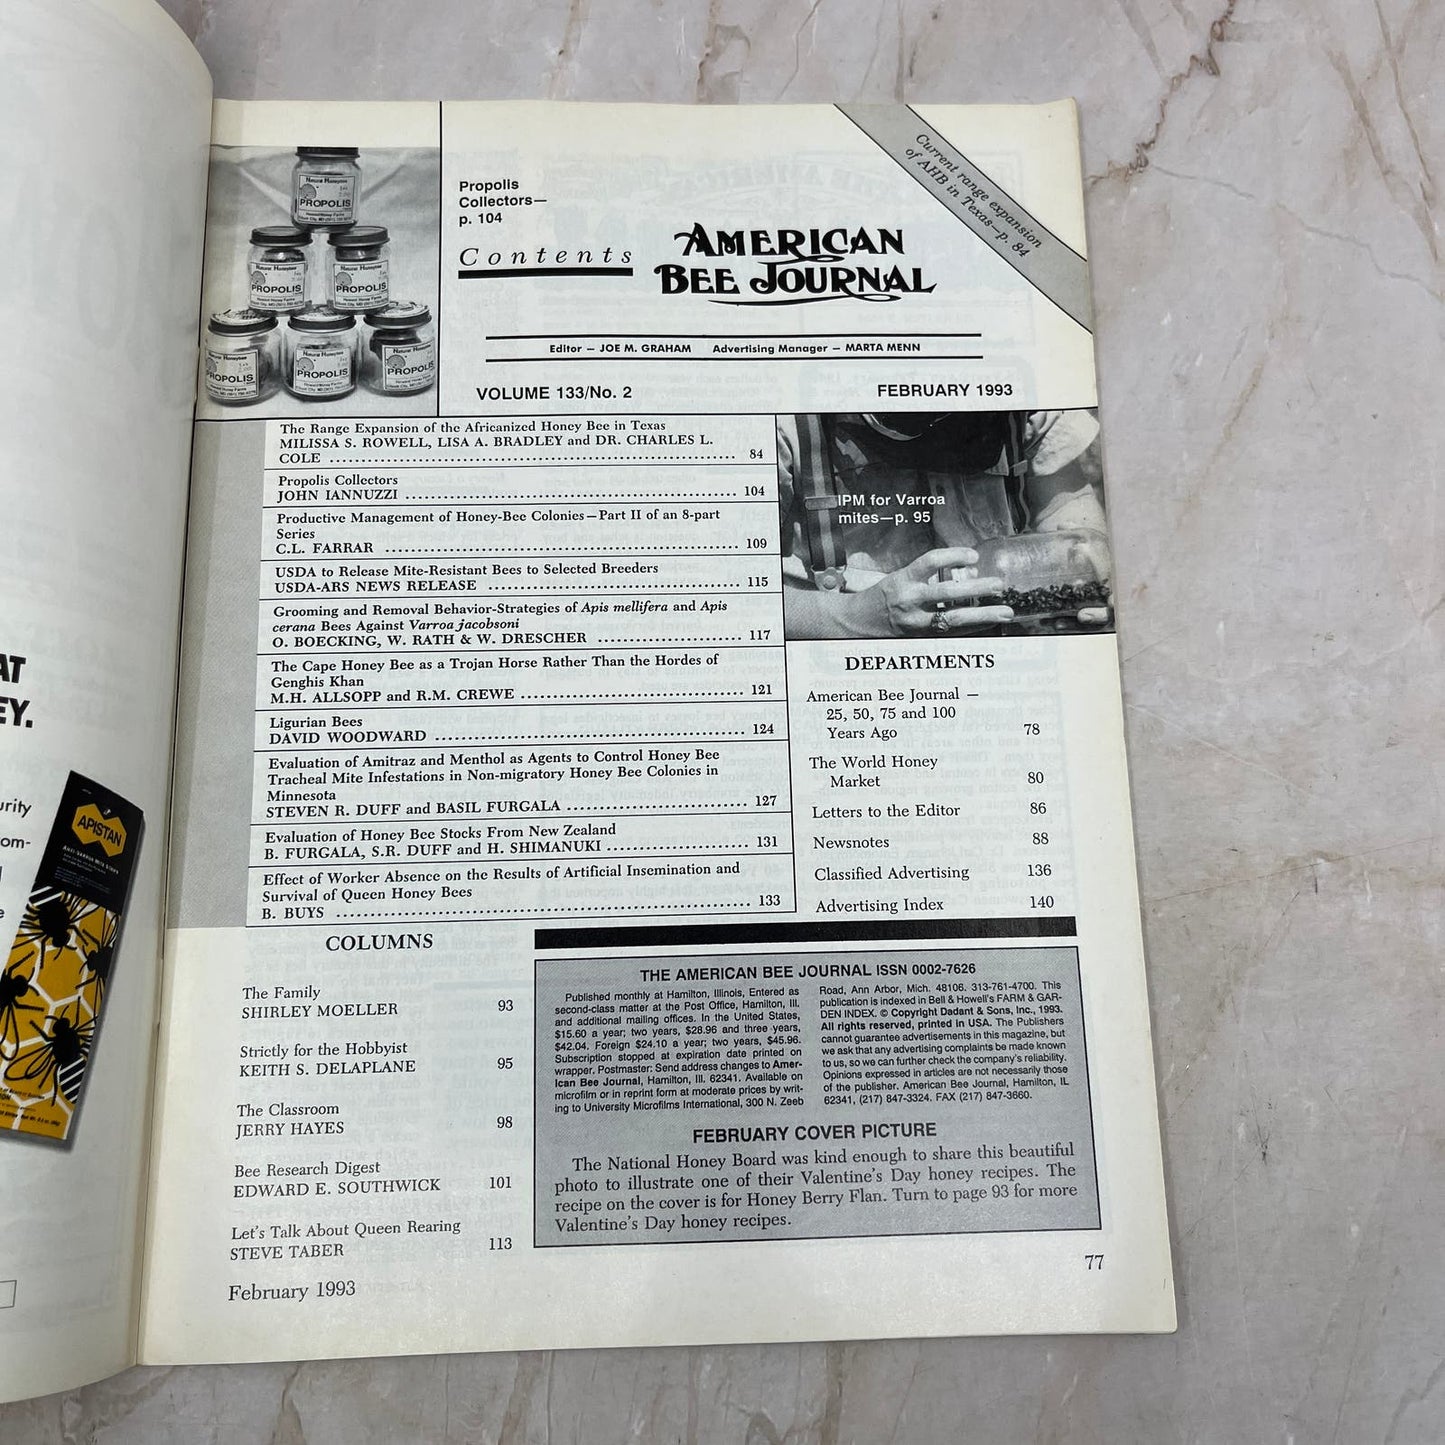 AT
EY.
urity
om-
e
APISTAN
Natural Honeytree
PROPOLIS
Natural Honeytree
PROPOLIS
Natural Honeytree
PROPOLIS
Natural Honeytree
PROPOLIS
Natural Honeytree
PROPOLIS
Natural Honeytree
PROPOLIS
Propolis
Collectors—
p. 104
Contents
AMERICAN
BEE JOURNAL
Current range expansion
of AHB in Texas—p. 84
Editor — JOE M. GRAHAM Advertising Manager — MARTA MENN
VOLUME 133/No. 2 FEBRUARY 1993
The Range Expansion of the Africanized Honey Bee in Texas
MILISSA S. ROWELL, LISA A. BRADLEY and DR. CHARLES L.
COLE 84
Propolis Collectors
JOHN IANNUZZI 104
Productive Management of Honey-Bee Colonies—Part II of an 8-part
Series
C.L. FARRAR 109
USDA to Release Mite-Resistant Bees to Selected Breeders
USDA-ARS NEWS RELEASE 115
Grooming and Removal Behavior-Strategies of Apis mellifera and Apis
cerana Bees Against Varroa jacobsoni
O. BOECKING, W. RATH & W. DRESCHER 117
The Cape Honey Bee as a Trojan Horse Rather Than the Hordes of
Genghis Khan
M.H. ALLSOPP and R.M. CREWE 121
Ligurian Bees
DAVID WOODWARD 124
Evaluation of Amitraz and Menthol as Agents to Control Honey Bee
Tracheal Mite Infestations in Non-migratory Honey Bee Colonies in
Minnesota
STEVEN R. DUFF and BASIL FURGALA 127
Evaluation of Honey Bee Stocks From New Zealand
B. FURGALA, S.R. DUFF and H. SHIMANUKI 131
Effect of Worker Absence on the Results of Artificial Insemination and
Survival of Queen Honey Bees
B. BUYS 133
IPM for Varroa
mites—p. 95
DEPARTMENTS
American Bee Journal —
25, 50, 75 and 100
Years Ago 78
The World Honey
Market 80
Letters to the Editor 86
Newsnotes 88
Classified Advertising 136
Advertising Index 140
COLUMNS
The Family
SHIRLEY MOELLER 93
Strictly for the Hobbyist
KEITH S. DELAPLANE 95
The Classroom
JERRY HAYES 98
Bee Research Digest
EDWARD E. SOUTHWICK 101
Let's Talk About Queen Rearing
STEVE TABER 113
THE AMERICAN BEE JOURNAL ISSN 0002-7626
Published monthly at Hamilton, Illinois, Entered as
second-class matter at the Post Office, Hamilton, Ill.
and additional mailing offices. In the United States,
$15.60 a year; two years, $28.96 and three years,
$42.04. Foreign $24.10 a year; two years, $45.96.
Subscription stopped at expiration date printed on
wrapper. Postmaster: Send address changes to Amer-
ican Bee Journal, Hamilton, Ill. 62341. Available on
microfilm or in reprint form at moderate prices by writ-
ing to University Microfilms International, 300 N. Zeeb
Road, Ann Arbor, Mich. 48106. 313-761-4700. This
publication is indexed in Bell & Howell's FARM & GAR-
DEN INDEX. © Copyright Dadant & Sons, Inc., 1993.
All rights reserved, printed in USA. The Publishers
cannot guarantee advertisements in this magazine, but
we ask that any advertising complaints be made known
to us, so we can further check the company's reliability.
Opinions expressed in articles are not necessarily those
of the publisher. American Bee Journal, Hamilton, IL
62341, (217) 847-3324. FAX (217) 847-3660.
FEBRUARY COVER PICTURE
The National Honey Board was kind enough to share this beautiful
photo to illustrate one of their Valentine's Day honey recipes. The
recipe on the cover is for Honey Berry Flan. Turn to page 93 for more
Valentine's Day honey recipes.
February 1993 77